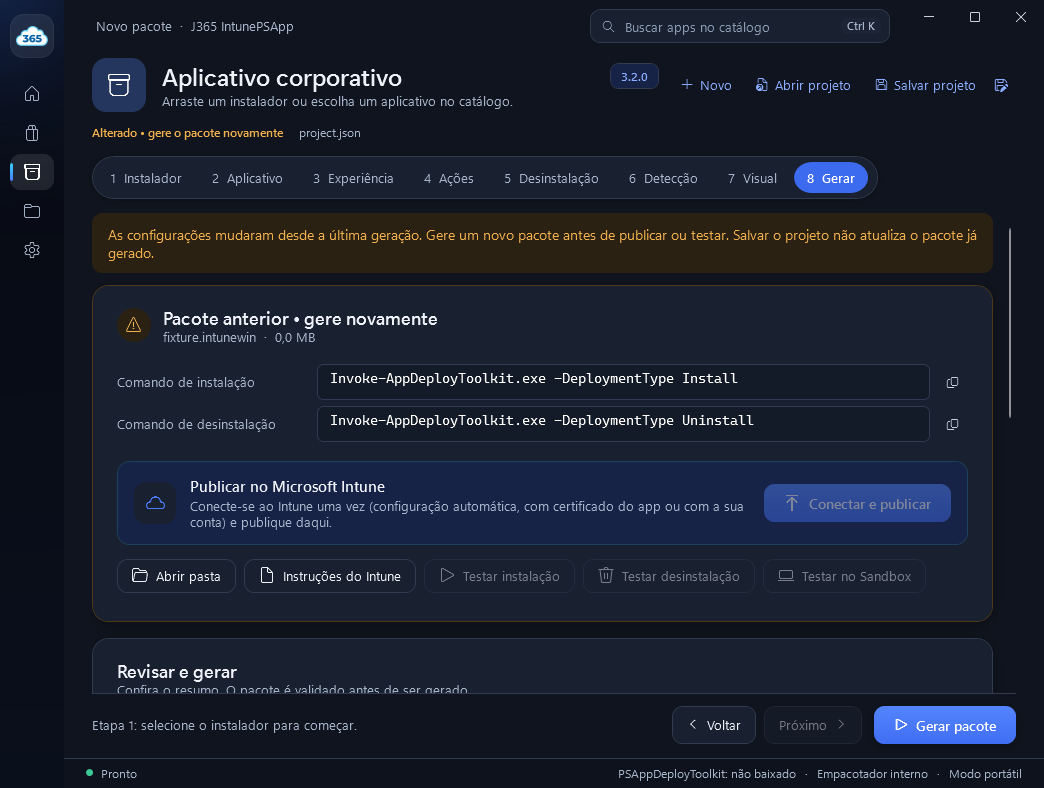 365
Novo pacote · J365 IntunePSApp
Buscar apps no catálogo
Ctrl K
Aplicativo corporativo
Arraste um instalador ou escolha um aplicativo no catálogo.
3.2.0
Novo
Abrir projeto
Salvar projeto
Alterado • gere o pacote novamente
project.json
1 Instalador
2 Aplicativo
3 Experiência
4 Ações
5 Desinstalação
6 Detecção
7 Visual
8 Gerar
As configurações mudaram desde a última geração. Gere um novo pacote antes de publicar ou testar. Salvar o projeto não atualiza o pacote já
gerado.
Pacote anterior • gere novamente
fixture.intunewin · 0,0 MB
Comando de instalação
Invoke-AppDeployToolkit.exe -DeploymentType Install
Comando de desinstalação
Invoke-AppDeployToolkit.exe -DeploymentType Uninstall
Publicar no Microsoft Intune
Conecte-se ao Intune uma vez (configuração automática, com certificado do app ou com a sua
conta) e publique daqui.
Conectar e publicar
Abrir pasta
Instruções do Intune
Testar instalação
Testar desinstalação
Testar no Sandbox
Revisar e gerar
Confira o resumo. O pacote é validado antes de ser gerado.
Etapa 1: selecione o instalador para começar.
Voltar
Próximo
Gerar pacote
Pronto
PSAppDeployToolkit: não baixado · Empacotador interno · Modo portátil